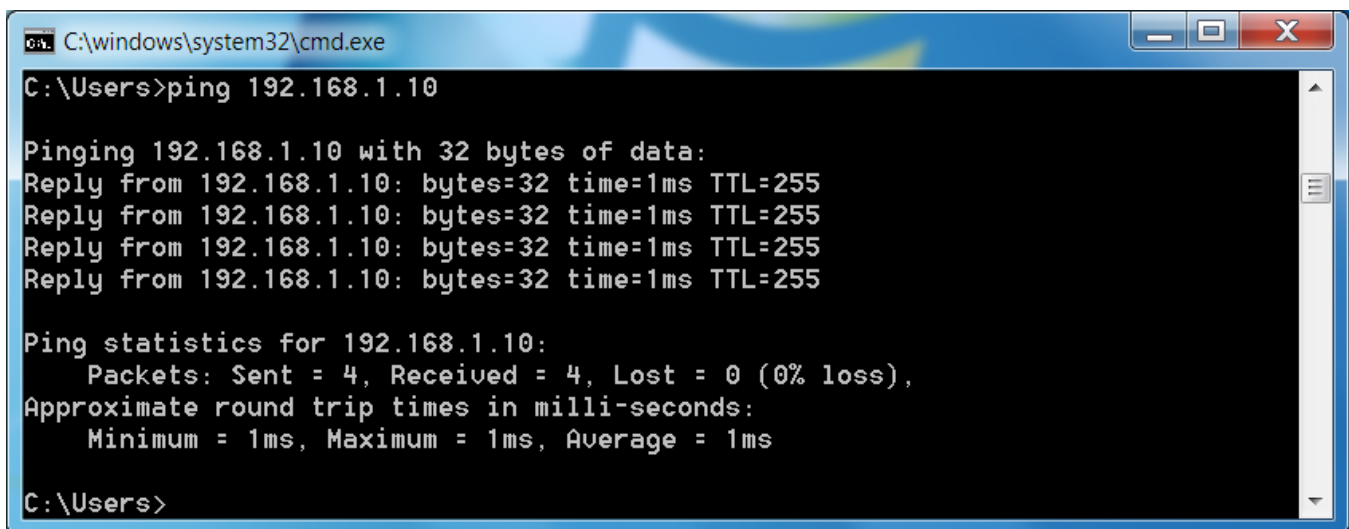 C:\windows\system32\cmd.exe
C:\Users>ping 192.168.1.10
Pinging 192.168.1.10 with 32 bytes of data:
Reply from 192.168.1.10: bytes=32 time=1ms TTL=255
Reply from 192.168.1.10: bytes=32 time=1ms TTL=255
Reply from 192.168.1.10: bytes=32 time=1ms TTL=255
Reply from 192.168.1.10: bytes=32 time=1ms TTL=255
Ping statistics for 192.168.1.10:
    Packets: Sent = 4, Received = 4, Lost = 0 (0% loss),
Approximate round trip times in milli-seconds:
    Minimum = 1ms, Maximum = 1ms, Average = 1ms
C:\Users>